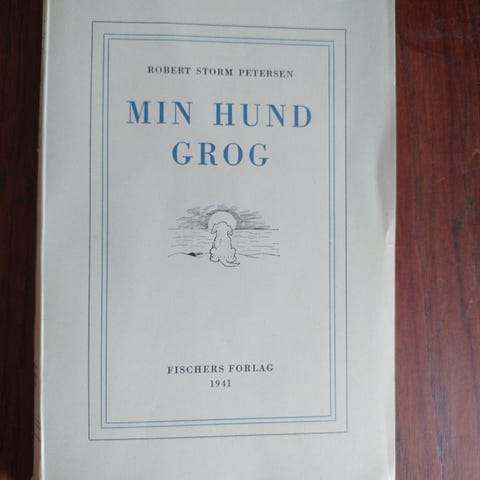 ROBERT STORM PETERSEN
MIN HUND
GROG
FISCHERS FORLAG
1941